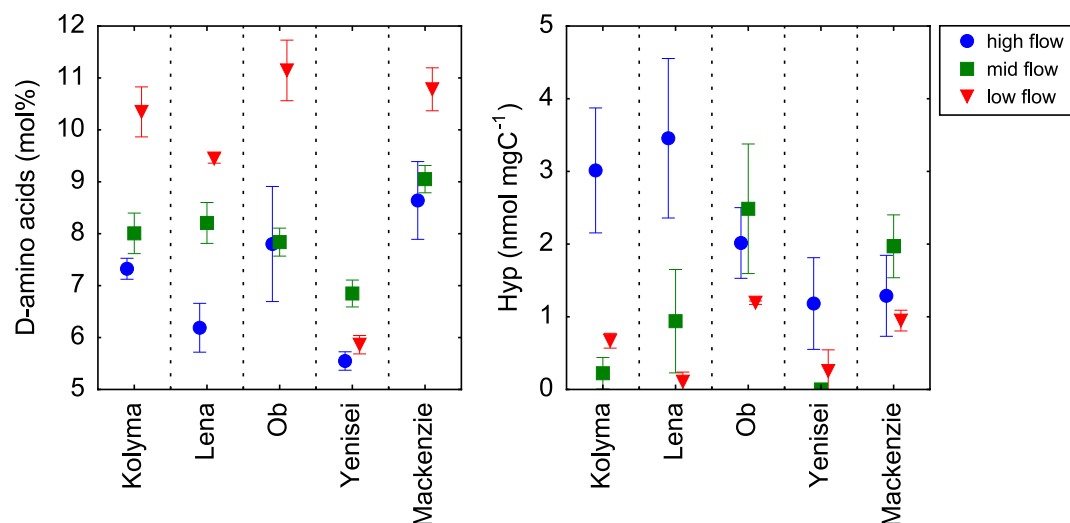 D-amino acids (mol%)
12
11
10
9
8
7
6
5
Kolyma
Lena
Ob
Yenisei
Mackenzie
Hyp (nmol mgC⁻¹)
5
4
3
2
1
0
Kolyma
Lena
Ob
Yenisei
Mackenzie
high flow
mid flow
low flow